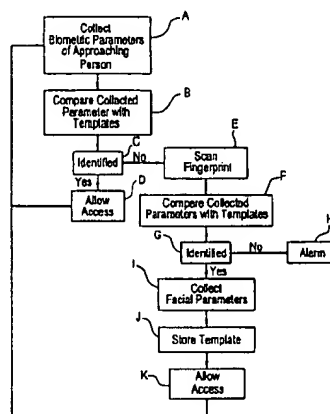 A
Collect
Biometric Parameters
of Approaching
Person
B
Compare Collected
Parameter with
Templates
C
Identified
No
Yes
D
Allow
Access
E
Scan
Fingerprint
F
Compare Collected
Parameters with Templates
G
Identified
No
H
Alarm
Yes
I
Collect
Facial Parameters
J
Store Template
K
Allow
Access